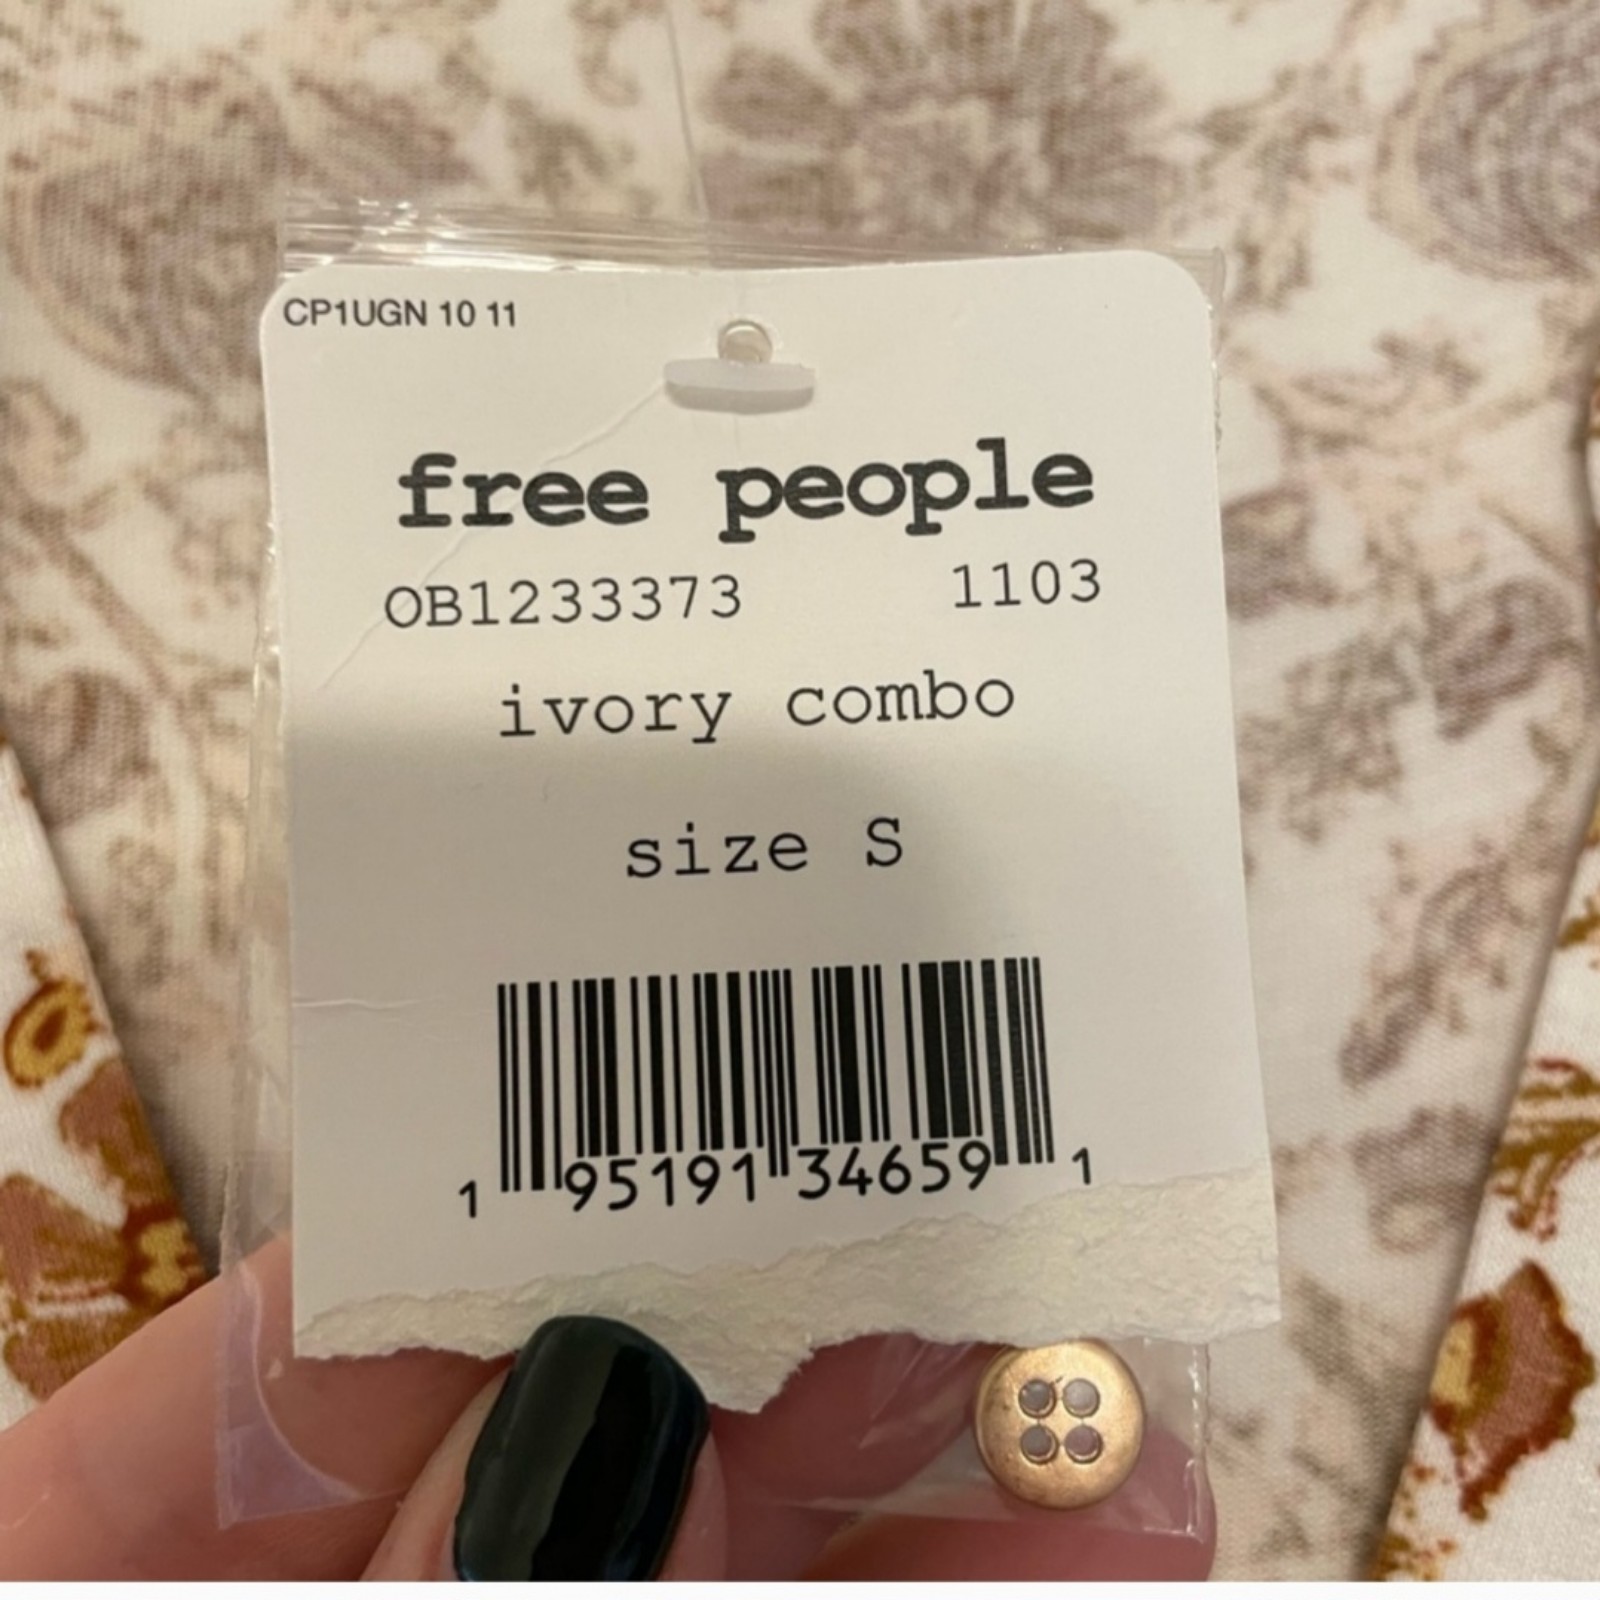 CP1UGN 10 11
free people
OB1233373 1103
ivory combo
size S
1 95191 34659 1